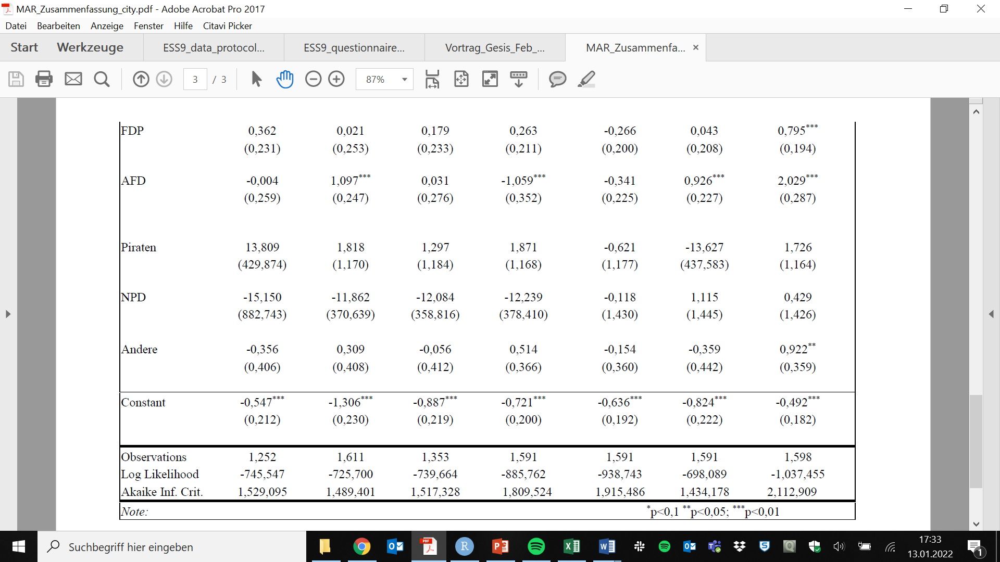 MAR_Zusammenfassung_city.pdf - Adobe Acrobat Pro 2017
Datei Bearbeiten Anzeige Fenster Hilfe Citavi Picker
Start Werkzeuge ESS9_data_protocol... ESS9_questionnaire... Vortrag_Gesis_Feb_... MAR_Zusammenfa... ×
3 / 3 87%
FDP 0,362 0,021 0,179 0,263 -0,266 0,043 0,795***
(0,231) (0,253) (0,233) (0,211) (0,200) (0,208) (0,194)
AFD -0,004 1,097*** 0,031 -1,059*** -0,341 0,926*** 2,029***
(0,259) (0,247) (0,276) (0,352) (0,225) (0,227) (0,287)
Piraten 13,809 1,818 1,297 1,871 -0,621 -13,627 1,726
(429,874) (1,170) (1,184) (1,168) (1,177) (437,583) (1,164)
NPD -15,150 -11,862 -12,084 -12,239 -0,118 1,115 0,429
(882,743) (370,639) (358,816) (378,410) (1,430) (1,445) (1,426)
Andere -0,356 0,309 -0,056 0,514 -0,154 -0,359 0,922**
(0,406) (0,408) (0,412) (0,366) (0,360) (0,442) (0,359)
Constant -0,547*** -1,306*** -0,887*** -0,721*** -0,636*** -0,824*** -0,492***
(0,212) (0,230) (0,219) (0,200) (0,192) (0,222) (0,182)
Observations 1,252 1,611 1,353 1,591 1,591 1,591 1,598
Log Likelihood -745,547 -725,700 -739,664 -885,762 -938,743 -698,089 -1,037,455
Akaike Inf. Crit. 1,529,095 1,489,401 1,517,328 1,809,524 1,915,486 1,434,178 2,112,909
Note: *p<0,1 **p<0,05; ***p<0,01
Suchbegriff hier eingeben
17:33
13.01.2022
1